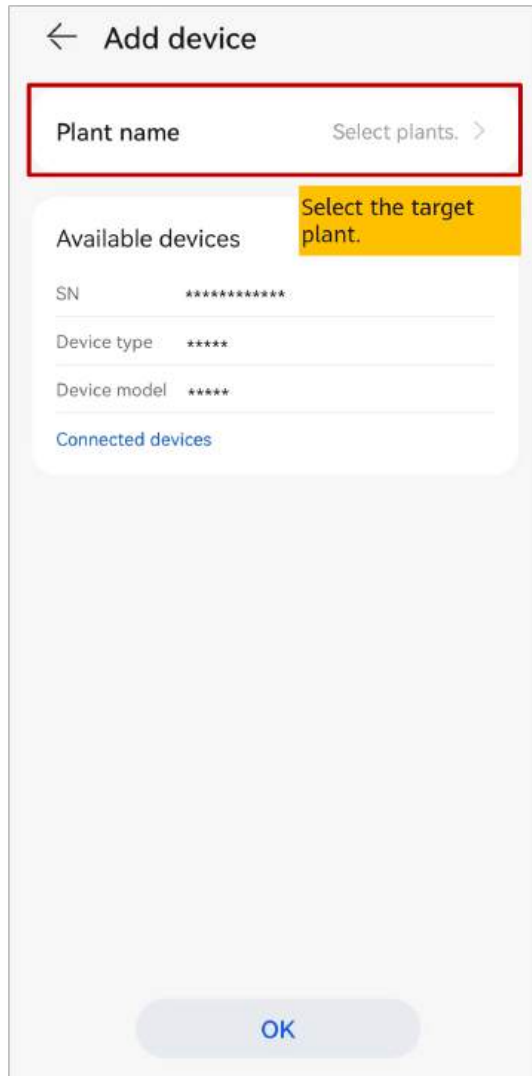 Add device
Plant name Select plants.
Select the target
plant.
Available devices
SN ************
Device type *****
Device model *****
Connected devices
OK